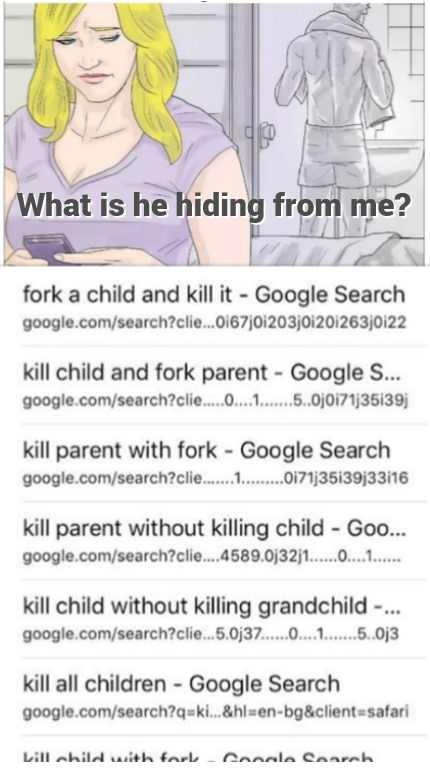 What is he hiding from me?
fork a child and kill it - Google Search
google.com/search?clie...0i67j0i203j0i20i263j0i22
kill child and fork parent - Google S...
google.com/search?clie.....0....1.......5..0j0i71j35i39j
kill parent with fork - Google Search
google.com/search?clie.......1.........0i71j35i39j33i16
kill parent without killing child - Goo...
google.com/search?clie....4589.0j32j1......0....1......
kill child without killing grandchild -...
google.com/search?clie...5.0j37......0....1.......5..0j3
kill all children - Google Search
google.com/search?q=ki...&hl=en-bg&client=safari
kill child with fork - Google Search